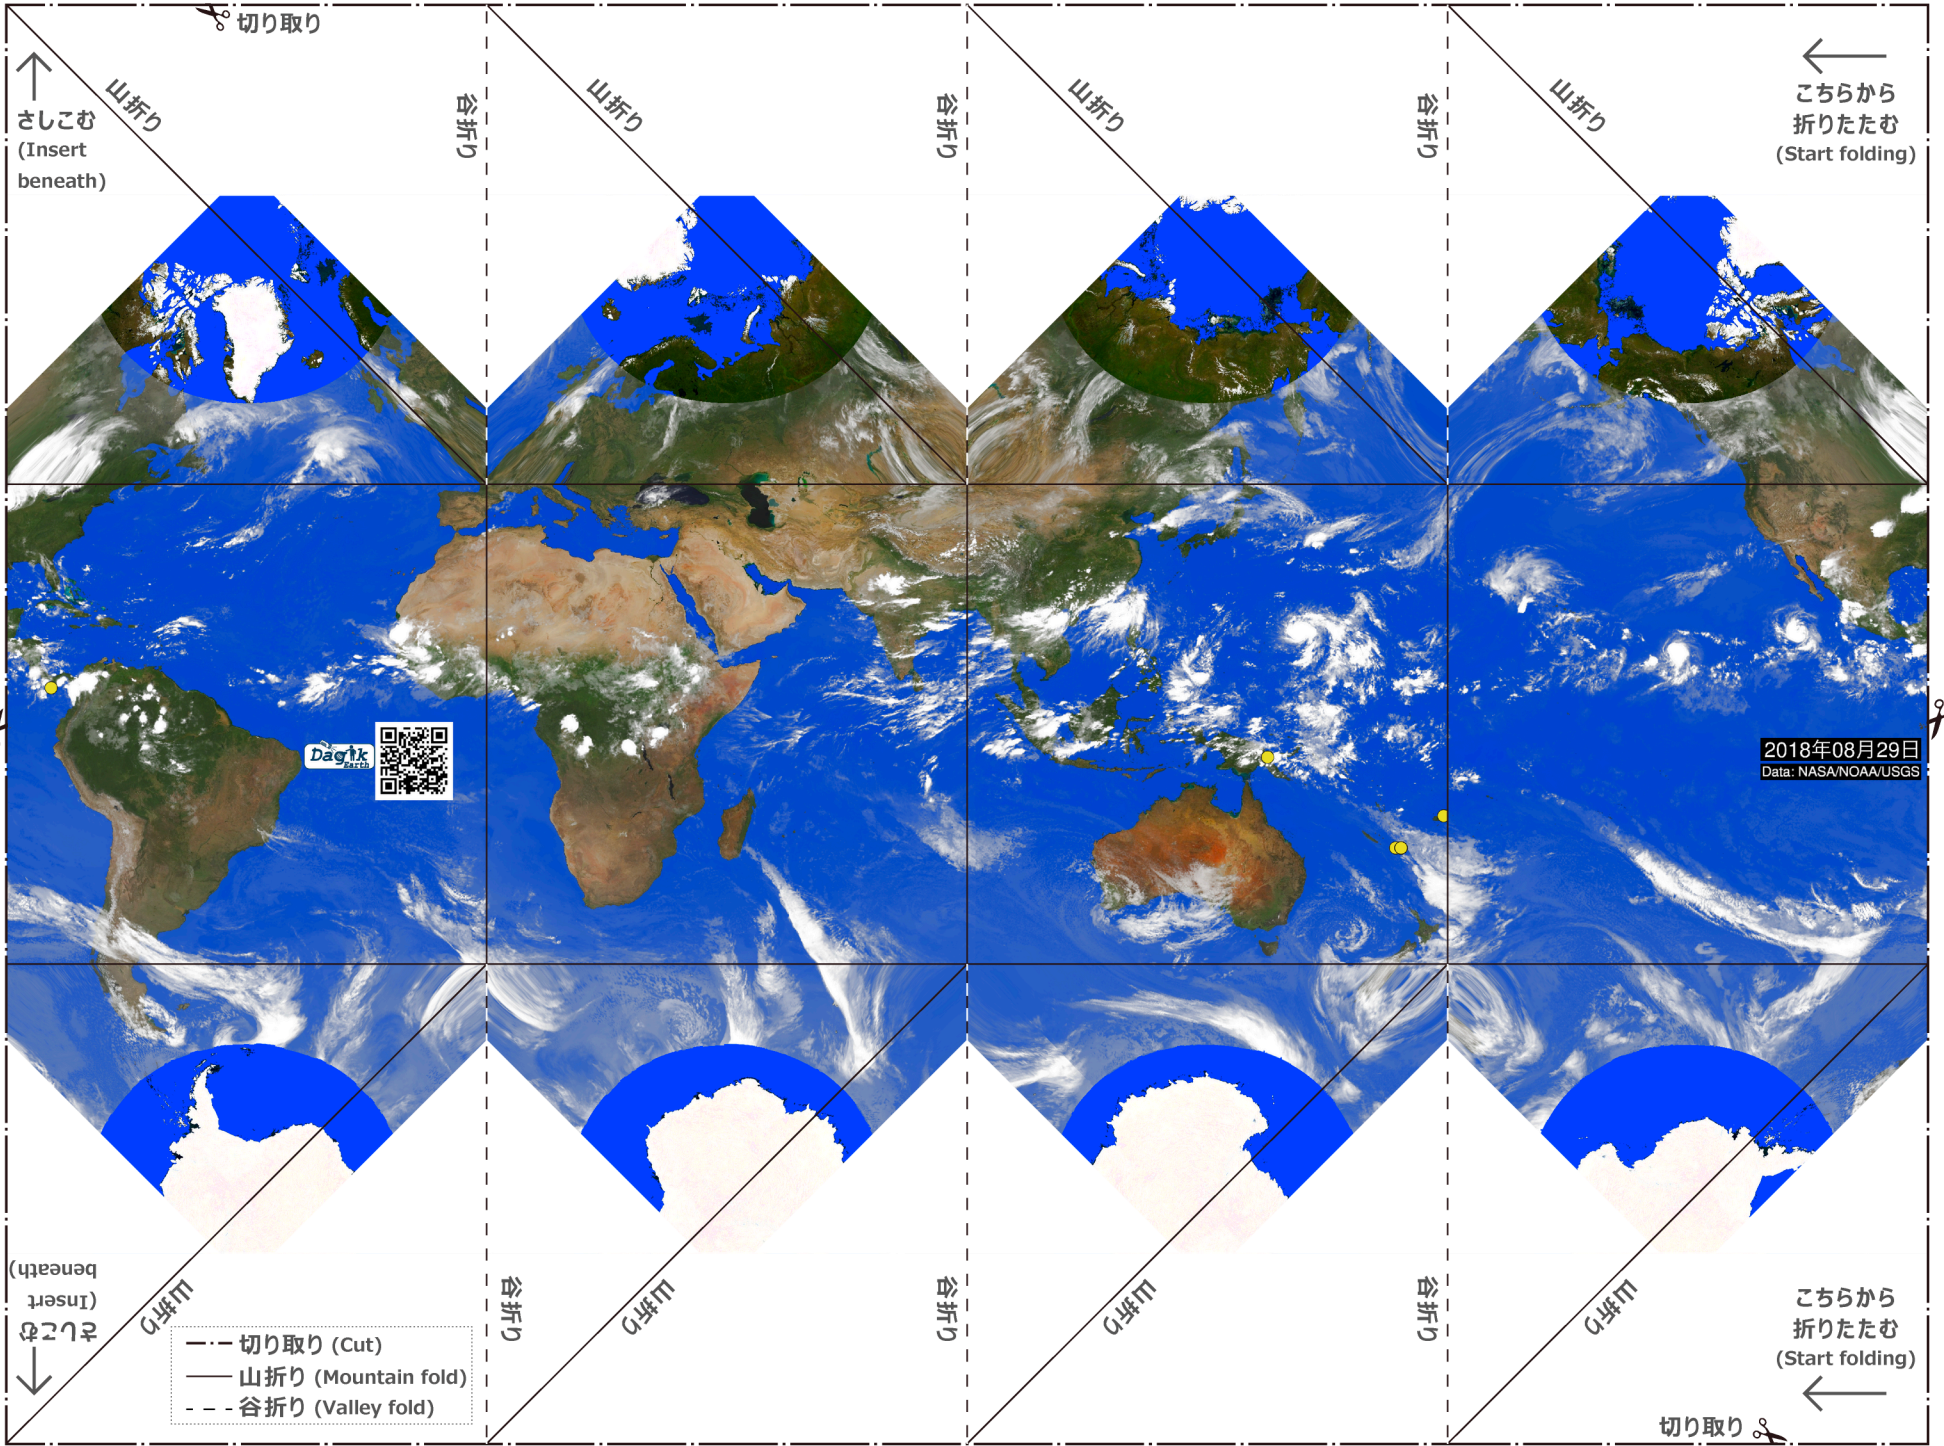 切り取り
山折り
谷折り
山折り
谷折り
山折り
谷折り
山折り
さしこむ
(Insert
beneath)
こちらから
折りたたむ
(Start folding)
Dagik
Earth
2018年08月29日
Data: NASA/NOAA/USGS
さしこむ
(Insert
beneath)
山折り
谷折り
山折り
谷折り
山折り
谷折り
山折り
こちらから
折りたたむ
(Start folding)
切り取り (Cut)
山折り (Mountain fold)
谷折り (Valley fold)
切り取り